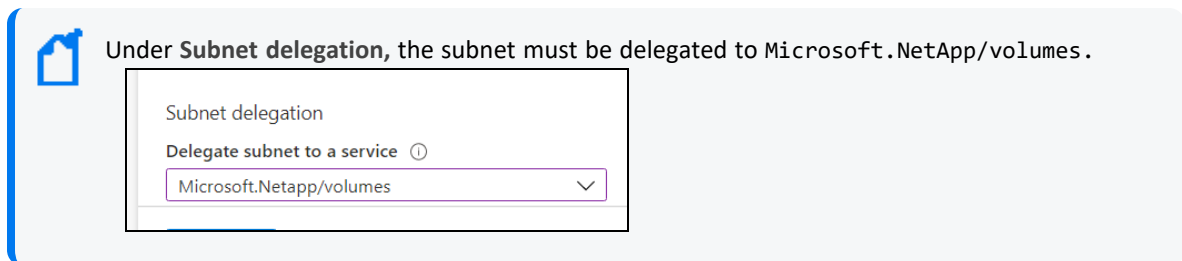 Under Subnet delegation, the subnet must be delegated to Microsoft.NetApp/volumes.
Subnet delegation
Delegate subnet to a service
Microsoft.Netapp/volumes